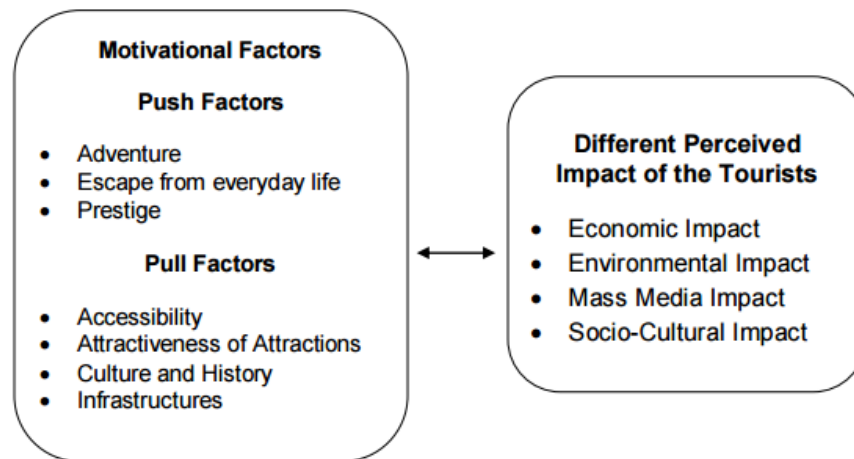 Motivational Factors
Push Factors
• Adventure
• Escape from everyday life
• Prestige
Pull Factors
• Accessibility
• Attractiveness of Attractions
• Culture and History
• Infrastructures
Different Perceived
Impact of the Tourists
• Economic Impact
• Environmental Impact
• Mass Media Impact
• Socio-Cultural Impact